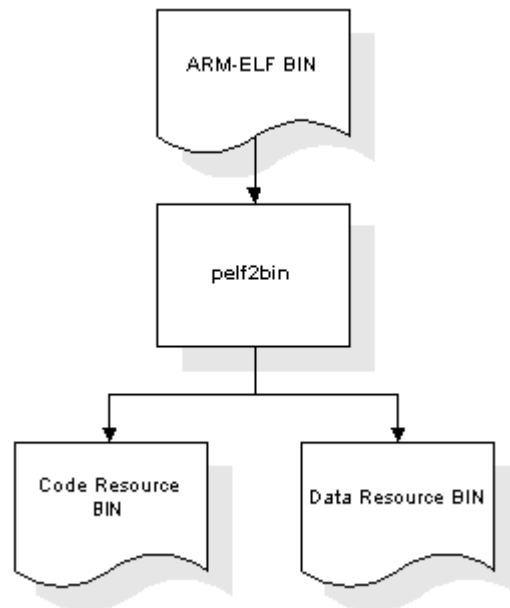 ARM-ELF BIN
pelf2bin
Code Resource
BIN
Data Resource BIN